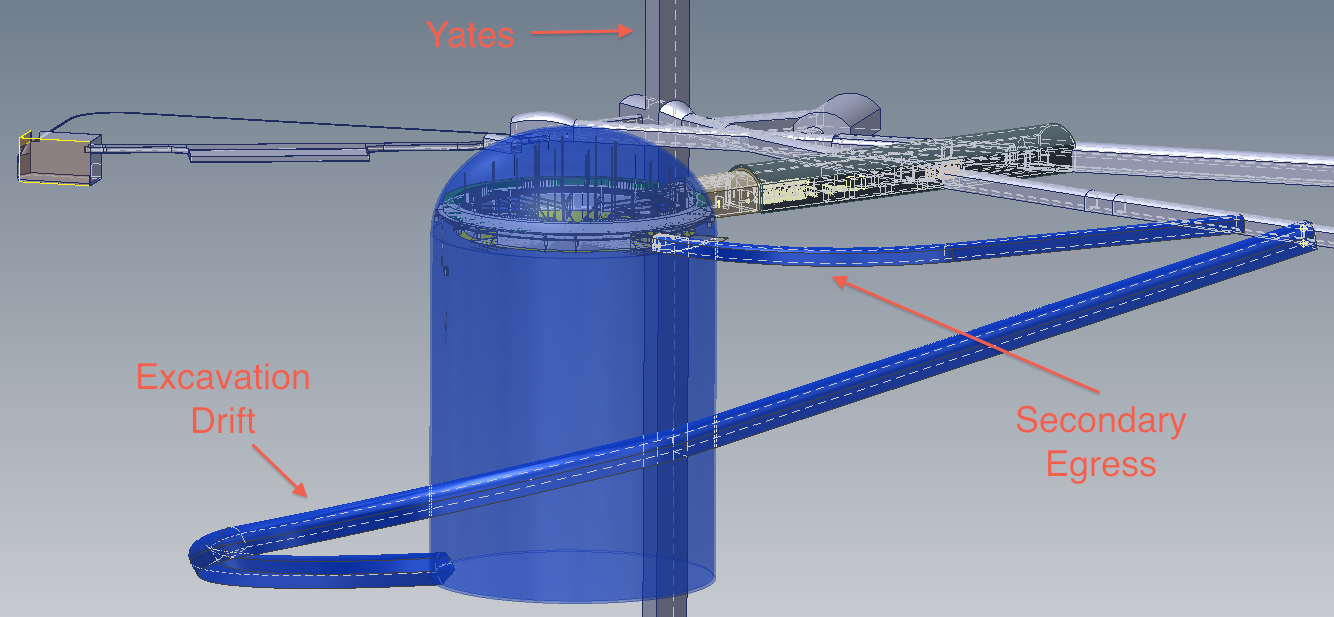 Yates
Excavation
Drift
Secondary
Egress